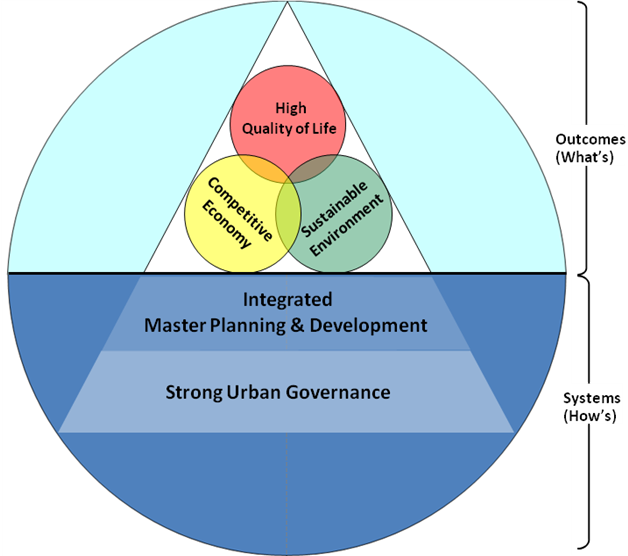 High
Quality of Life
Competitive
Economy
Sustainable
Environment
Outcomes
(What's)
Integrated
Master Planning & Development
Strong Urban Governance
Systems
(How's)